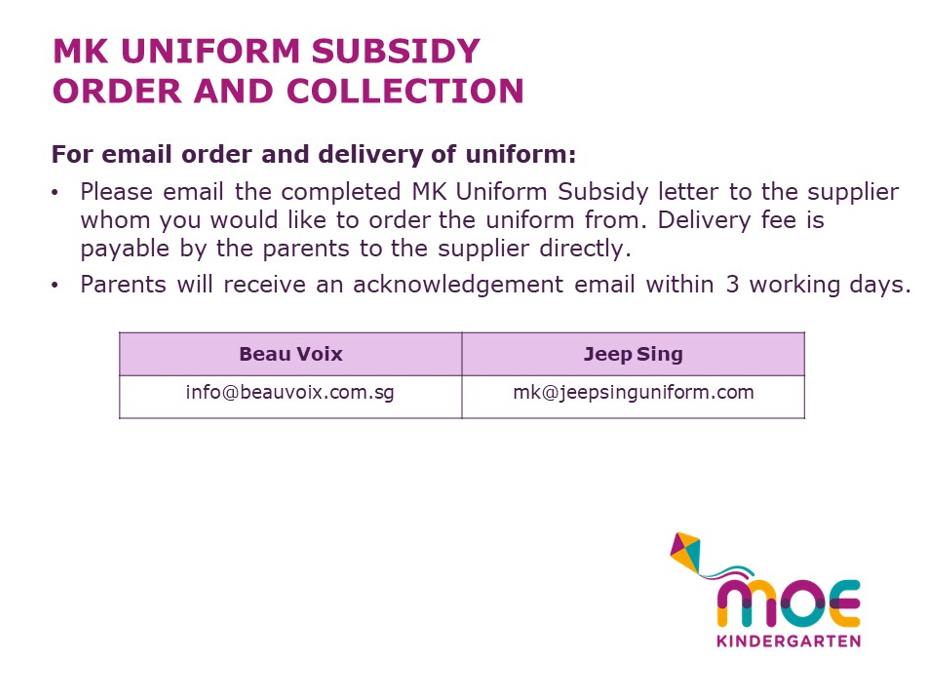 MK UNIFORM SUBSIDY
ORDER AND COLLECTION
For email order and delivery of uniform:
• Please email the completed MK Uniform Subsidy letter to the supplier
whom you would like to order the uniform from. Delivery fee is
payable by the parents to the supplier directly.
• Parents will receive an acknowledgement email within 3 working days.
Beau Voix Jeep Sing
info@beauvoix.com.sg mk@jeepsinguniform.com
moe
KINDERGARTEN